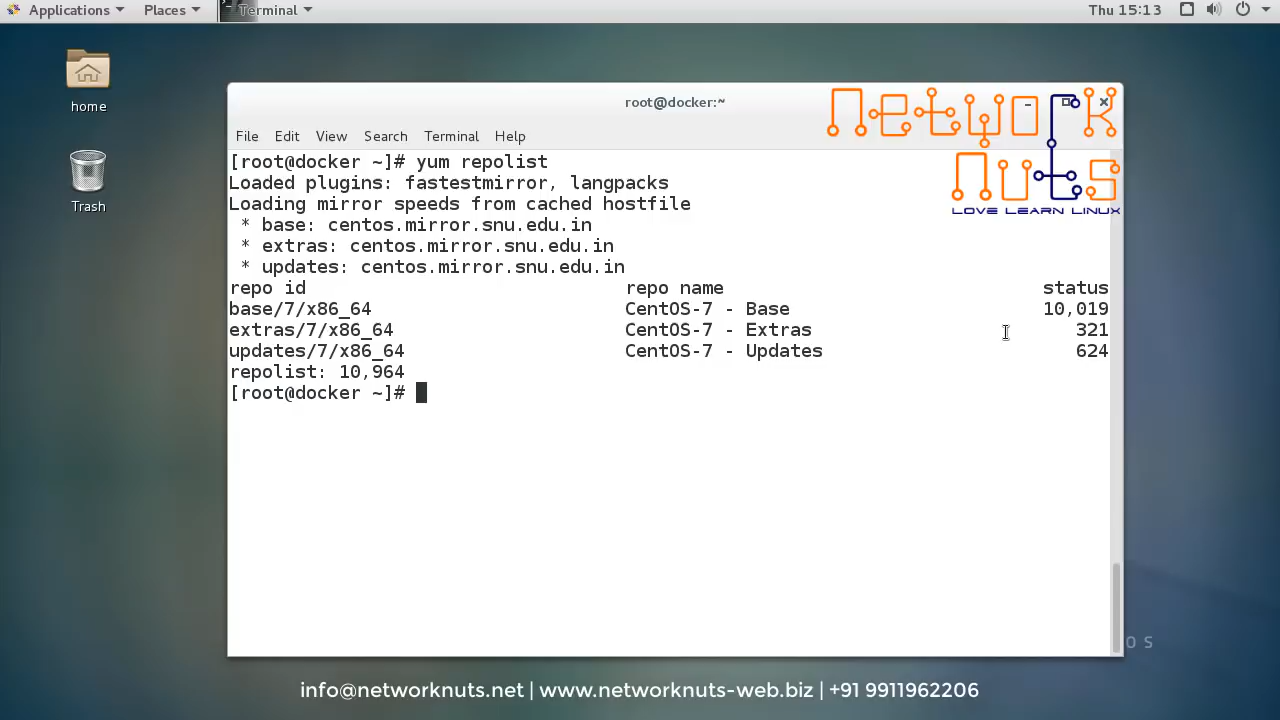 Applications Places Terminal Thu 15:13
home
Trash
root@docker:~
Network
nuts
LOVE LEARN LINUX
File Edit View Search Terminal Help
[root@docker ~]# yum repolist
Loaded plugins: fastestmirror, langpacks
Loading mirror speeds from cached hostfile
* base: centos.mirror.snu.edu.in
* extras: centos.mirror.snu.edu.in
* updates: centos.mirror.snu.edu.in
repo id repo name status
base/7/x86_64 CentOS-7 - Base 10,019
extras/7/x86_64 CentOS-7 - Extras 321
updates/7/x86_64 CentOS-7 - Updates 624
repolist: 10,964
[root@docker ~]#
OS
info@networknuts.net | www.networknuts-web.biz | +91 9911962206